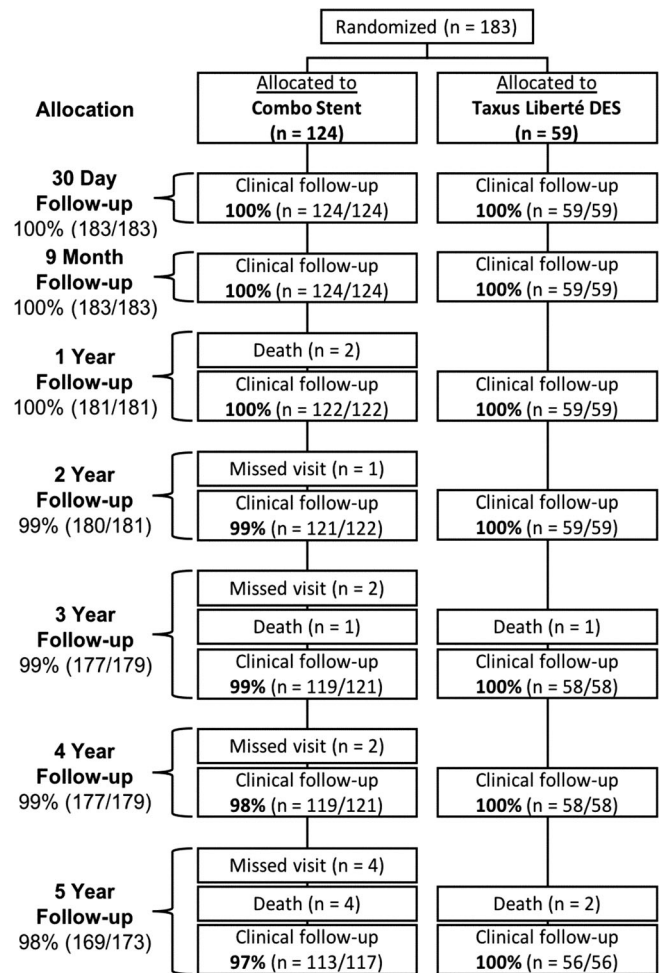 Randomized (n = 183)
Allocation
Allocated to
Combo Stent
(n = 124)
Allocated to
Taxus Liberté DES
(n = 59)
30 Day
Follow-up
100% (183/183)
Clinical follow-up
100% (n = 124/124)
Clinical follow-up
100% (n = 59/59)
9 Month
Follow-up
100% (183/183)
Clinical follow-up
100% (n = 124/124)
Clinical follow-up
100% (n = 59/59)
1 Year
Follow-up
100% (181/181)
Death (n = 2)
Clinical follow-up
100% (n = 122/122)
Clinical follow-up
100% (n = 59/59)
2 Year
Follow-up
99% (180/181)
Missed visit (n = 1)
Clinical follow-up
99% (n = 121/122)
Clinical follow-up
100% (n = 59/59)
3 Year
Follow-up
99% (177/179)
Missed visit (n = 2)
Death (n = 1)
Clinical follow-up
99% (n = 119/121)
Death (n = 1)
Clinical follow-up
100% (n = 58/58)
4 Year
Follow-up
99% (177/179)
Missed visit (n = 2)
Clinical follow-up
98% (n = 119/121)
Clinical follow-up
100% (n = 58/58)
5 Year
Follow-up
98% (169/173)
Missed visit (n = 4)
Death (n = 4)
Clinical follow-up
97% (n = 113/117)
Death (n = 2)
Clinical follow-up
100% (n = 56/56)